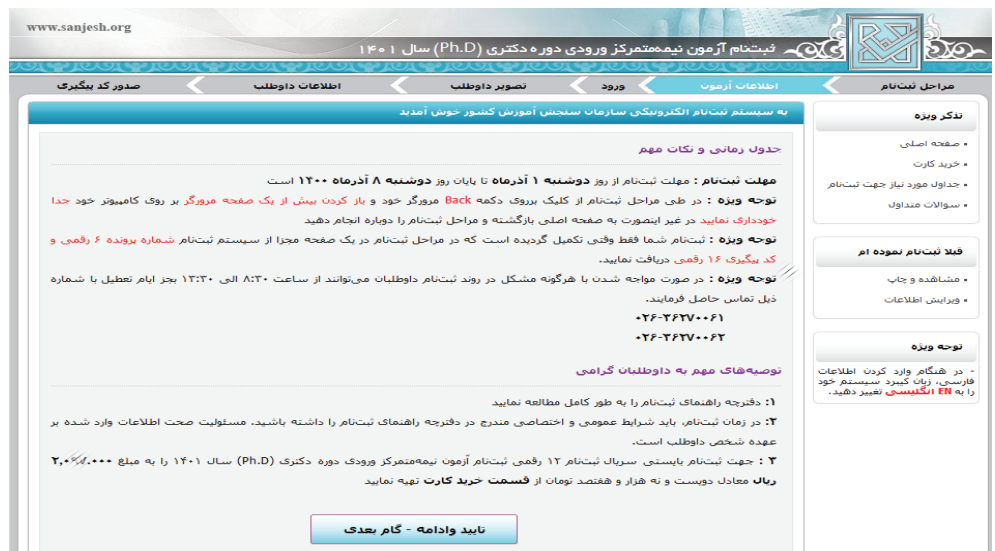 www.sanjesh.org
ثبت‌نام آزمون نیمه‌متمرکز ورودی دوره دکتری (Ph.D) سال ۱۴۰۱
مراحل ثبت‌نام
اطلاعات آزمون
ورود
تصویر داوطلب
اطلاعات داوطلب
صدور کد پیگیری
تذکر ویژه
▪ صفحه اصلی
▪ خرید کارت
▪ جداول مورد نیاز جهت ثبت‌نام
▪ سوالات متداول
قبلا ثبت‌نام نموده ام
▪ مشاهده و چاپ
▪ ویرایش اطلاعات
توجه ویژه
- در هنگام وارد کردن اطلاعات
فارسی، زبان کیبرد سیستم خود
را به EN انگلیسی تغییر دهید.
به سیستم ثبت‌نام الکترونیکی سازمان سنجش آموزش کشور خوش آمدید
جدول زمانی و نکات مهم
مهلت ثبت‌نام : مهلت ثبت‌نام از روز دوشنبه ۱ آذرماه تا پایان روز دوشنبه ۸ آذرماه ۱۴۰۰ است
توجه ویژه : در طی مراحل ثبت‌نام از کلیک برروی دکمه Back مرورگر خود و باز کردن بیش از یک صفحه مرورگر بر روی کامپیوتر خود جدا
خودداری نمایید در غیر اینصورت به صفحه اصلی بازگشته و مراحل ثبت‌نام را دوباره انجام دهید
توجه ویژه : ثبت‌نام شما فقط وقتی تکمیل گردیده است که در مراحل ثبت‌نام در یک صفحه مجزا از سیستم ثبت‌نام شماره پرونده ۶ رقمی و
کد پیگیری ۱۶ رقمی دریافت نمایید.
توجه ویژه : در صورت مواجه شدن با هرگونه مشکل در روند ثبت‌نام داوطلبان می‌توانند از ساعت ۸:۳۰ الی ۱۳:۳۰ بجز ایام تعطیل با شماره
ذیل تماس حاصل فرمایند.
۰۲۶-۳۶۲۷۰۰۶۱
۰۲۶-۳۶۲۷۰۰۶۲
توصیه‌های مهم به داوطلبان گرامی
۱: دفترچه راهنمای ثبت‌نام را به طور کامل مطالعه نمایید
۲: در زمان ثبت‌نام، باید شرایط عمومی و اختصاصی مندرج در دفترچه راهنمای ثبت‌نام را داشته باشید. مسئولیت صحت اطلاعات وارد شده بر
عهده شخص داوطلب است.
۳ : جهت ثبت‌نام بایستی سریال ثبت‌نام ۱۲ رقمی ثبت‌نام آزمون نیمه‌متمرکز ورودی دوره دکتری (Ph.D) سال ۱۴۰۱ را به مبلغ ۲,۰۹۷,۰۰۰
ریال معادل دویست و نه هزار و هفتصد تومان از قسمت خرید کارت تهیه نمایید
تایید وادامه - گام بعدی